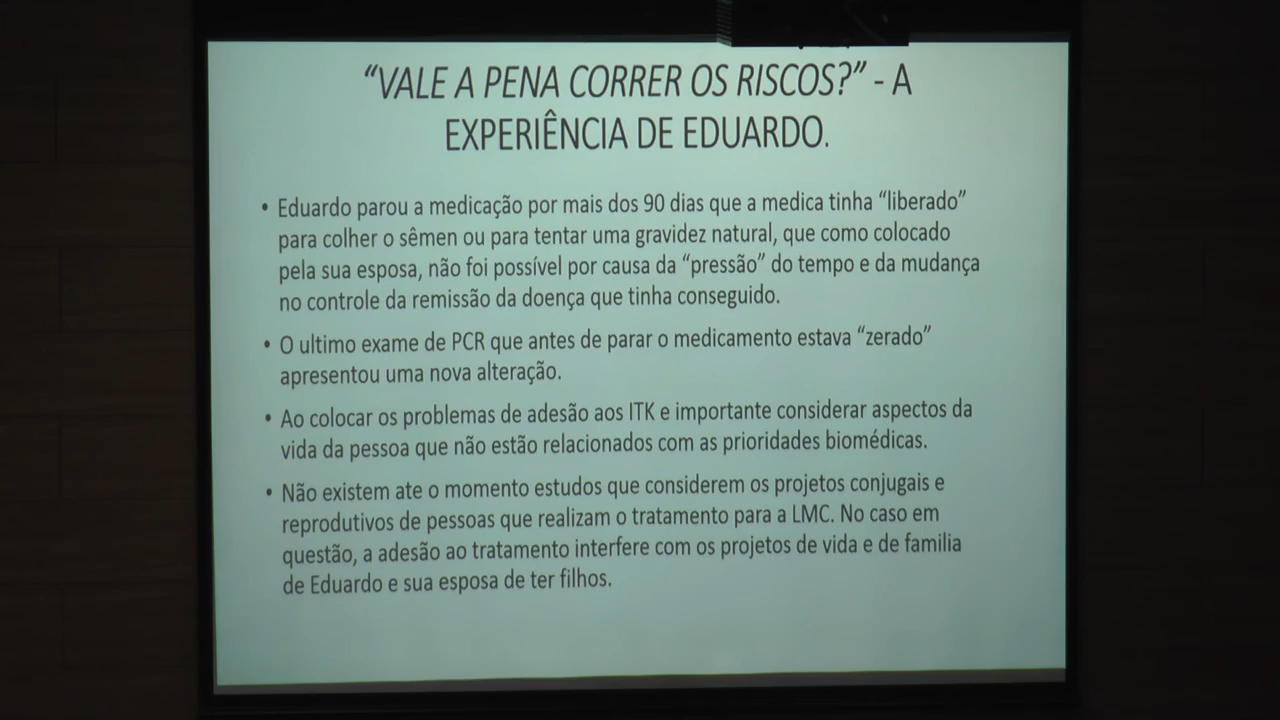 “VALE A PENA CORRER OS RISCOS?” - A
EXPERIÊNCIA DE EDUARDO.
• Eduardo parou a medicação por mais dos 90 dias que a medica tinha “liberado”
para colher o sêmen ou para tentar uma gravidez natural, que como colocado
pela sua esposa, não foi possível por causa da “pressão” do tempo e da mudança
no controle da remissão da doença que tinha conseguido.
• O ultimo exame de PCR que antes de parar o medicamento estava “zerado”
apresentou uma nova alteração.
• Ao colocar os problemas de adesão aos ITK e importante considerar aspectos da
vida da pessoa que não estão relacionados com as prioridades biomédicas.
• Não existem ate o momento estudos que considerem os projetos conjugais e
reprodutivos de pessoas que realizam o tratamento para a LMC. No caso em
questão, a adesão ao tratamento interfere com os projetos de vida e de familia
de Eduardo e sua esposa de ter filhos.